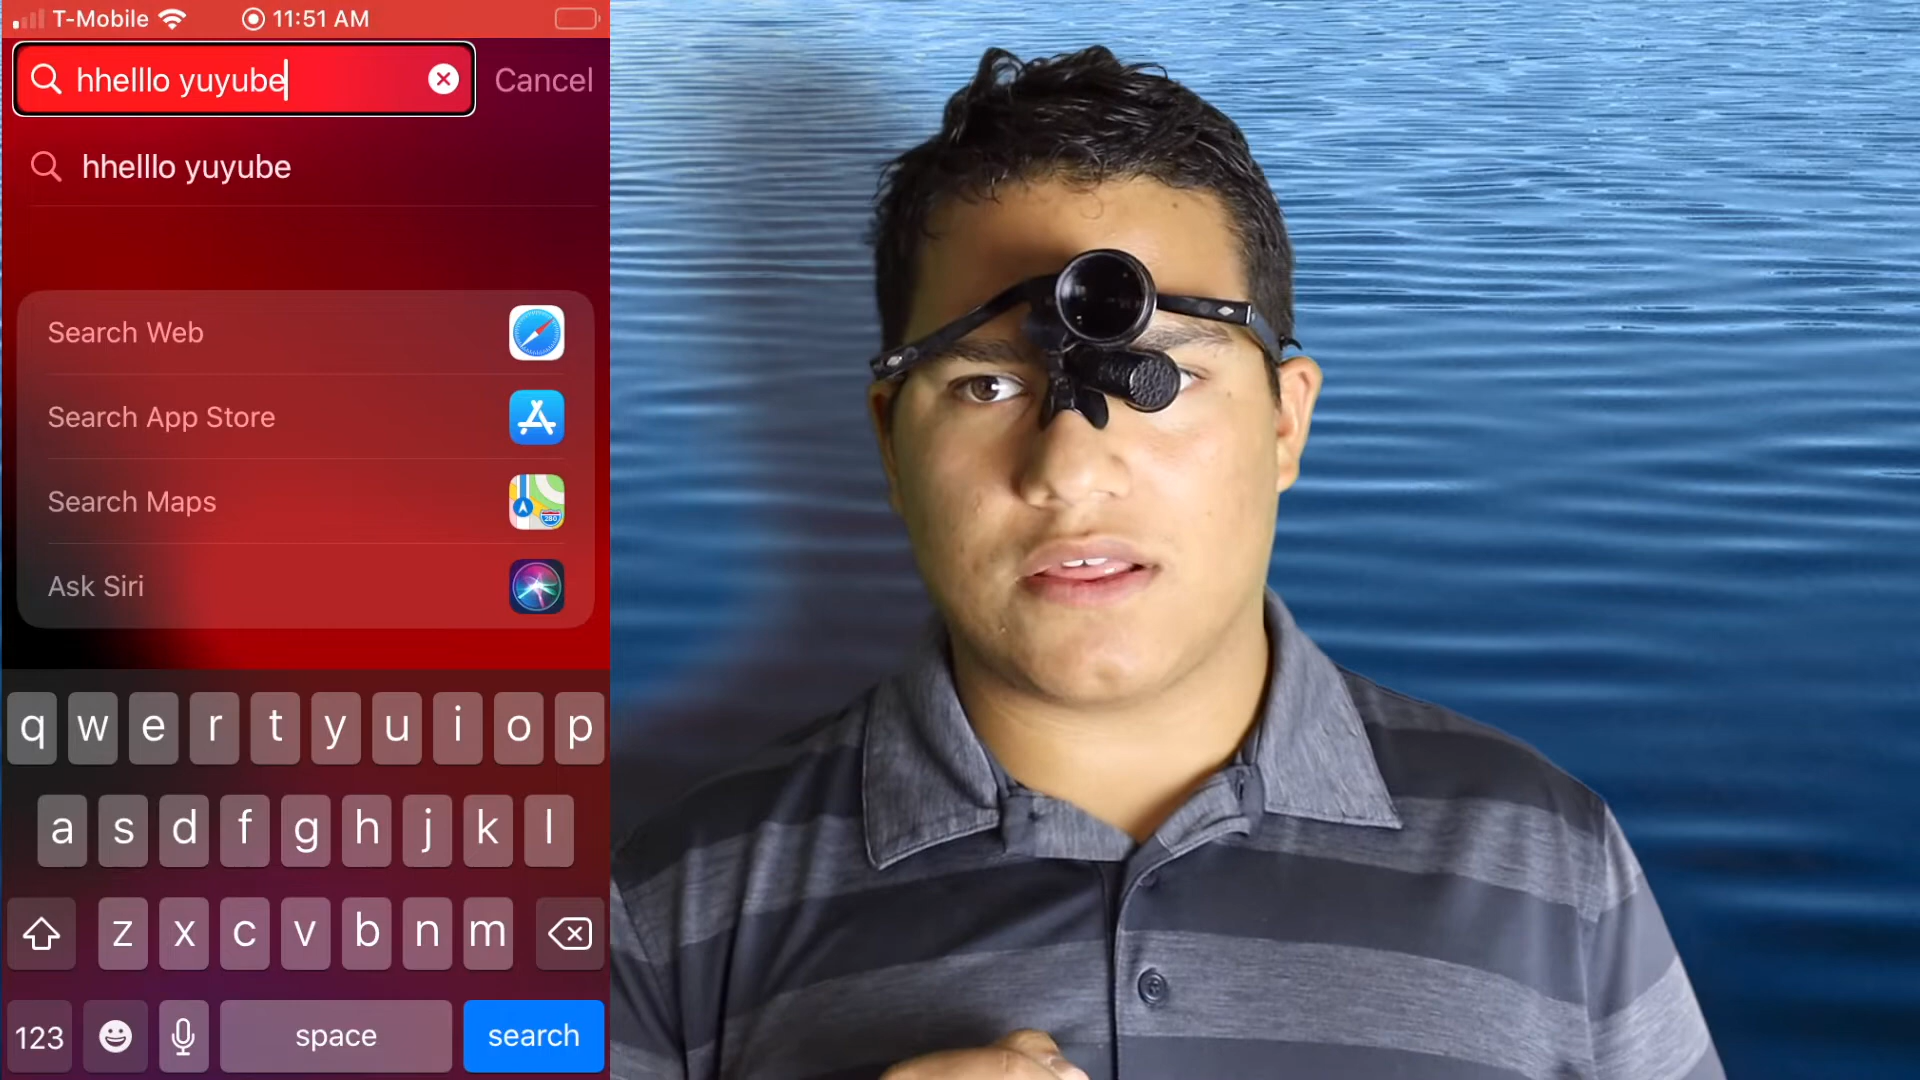 T-Mobile 11:51 AM
hhelllo yuyube Cancel
hhelllo yuyube
Search Web
Search App Store
Search Maps
280
Ask Siri
q w e r t y u i o p
a s d f g h j k l
z x c v b n m
123 space search